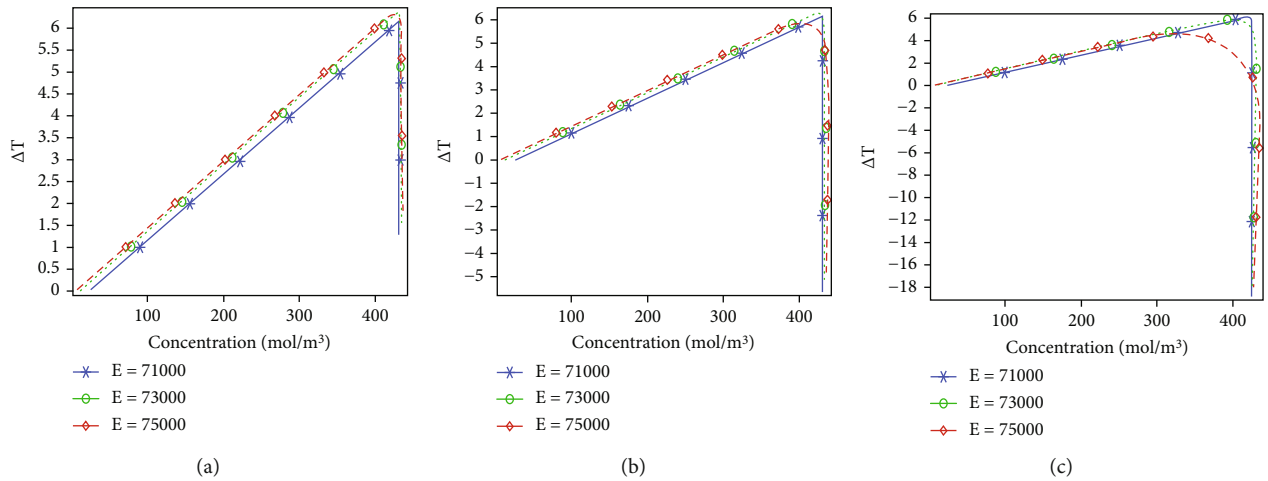 6
5.5
5
4.5
4
3.5
3
2.5
2
1.5
1
0.5
0
ΔT
100 200 300 400
Concentration (mol/m³)
E = 71000
E = 73000
E = 75000
(a)
6
5
4
3
2
1
0
−1
−2
−3
−4
−5
ΔT
100 200 300 400
Concentration (mol/m³)
E = 71000
E = 73000
E = 75000
(b)
6
4
2
0
−2
−4
−6
−8
−10
−12
−14
−16
−18
ΔT
100 200 300 400
Concentration (mol/m³)
E = 71000
E = 73000
E = 75000
(c)